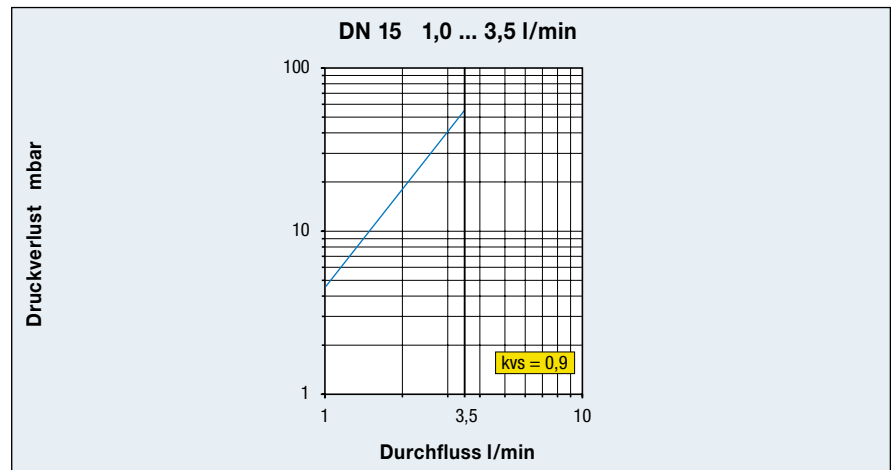 DN 15 1,0 ... 3,5 l/min
100
10
1
Druckverlust mbar
kvs = 0,9
1 3,5 10
Durchfluss l/min